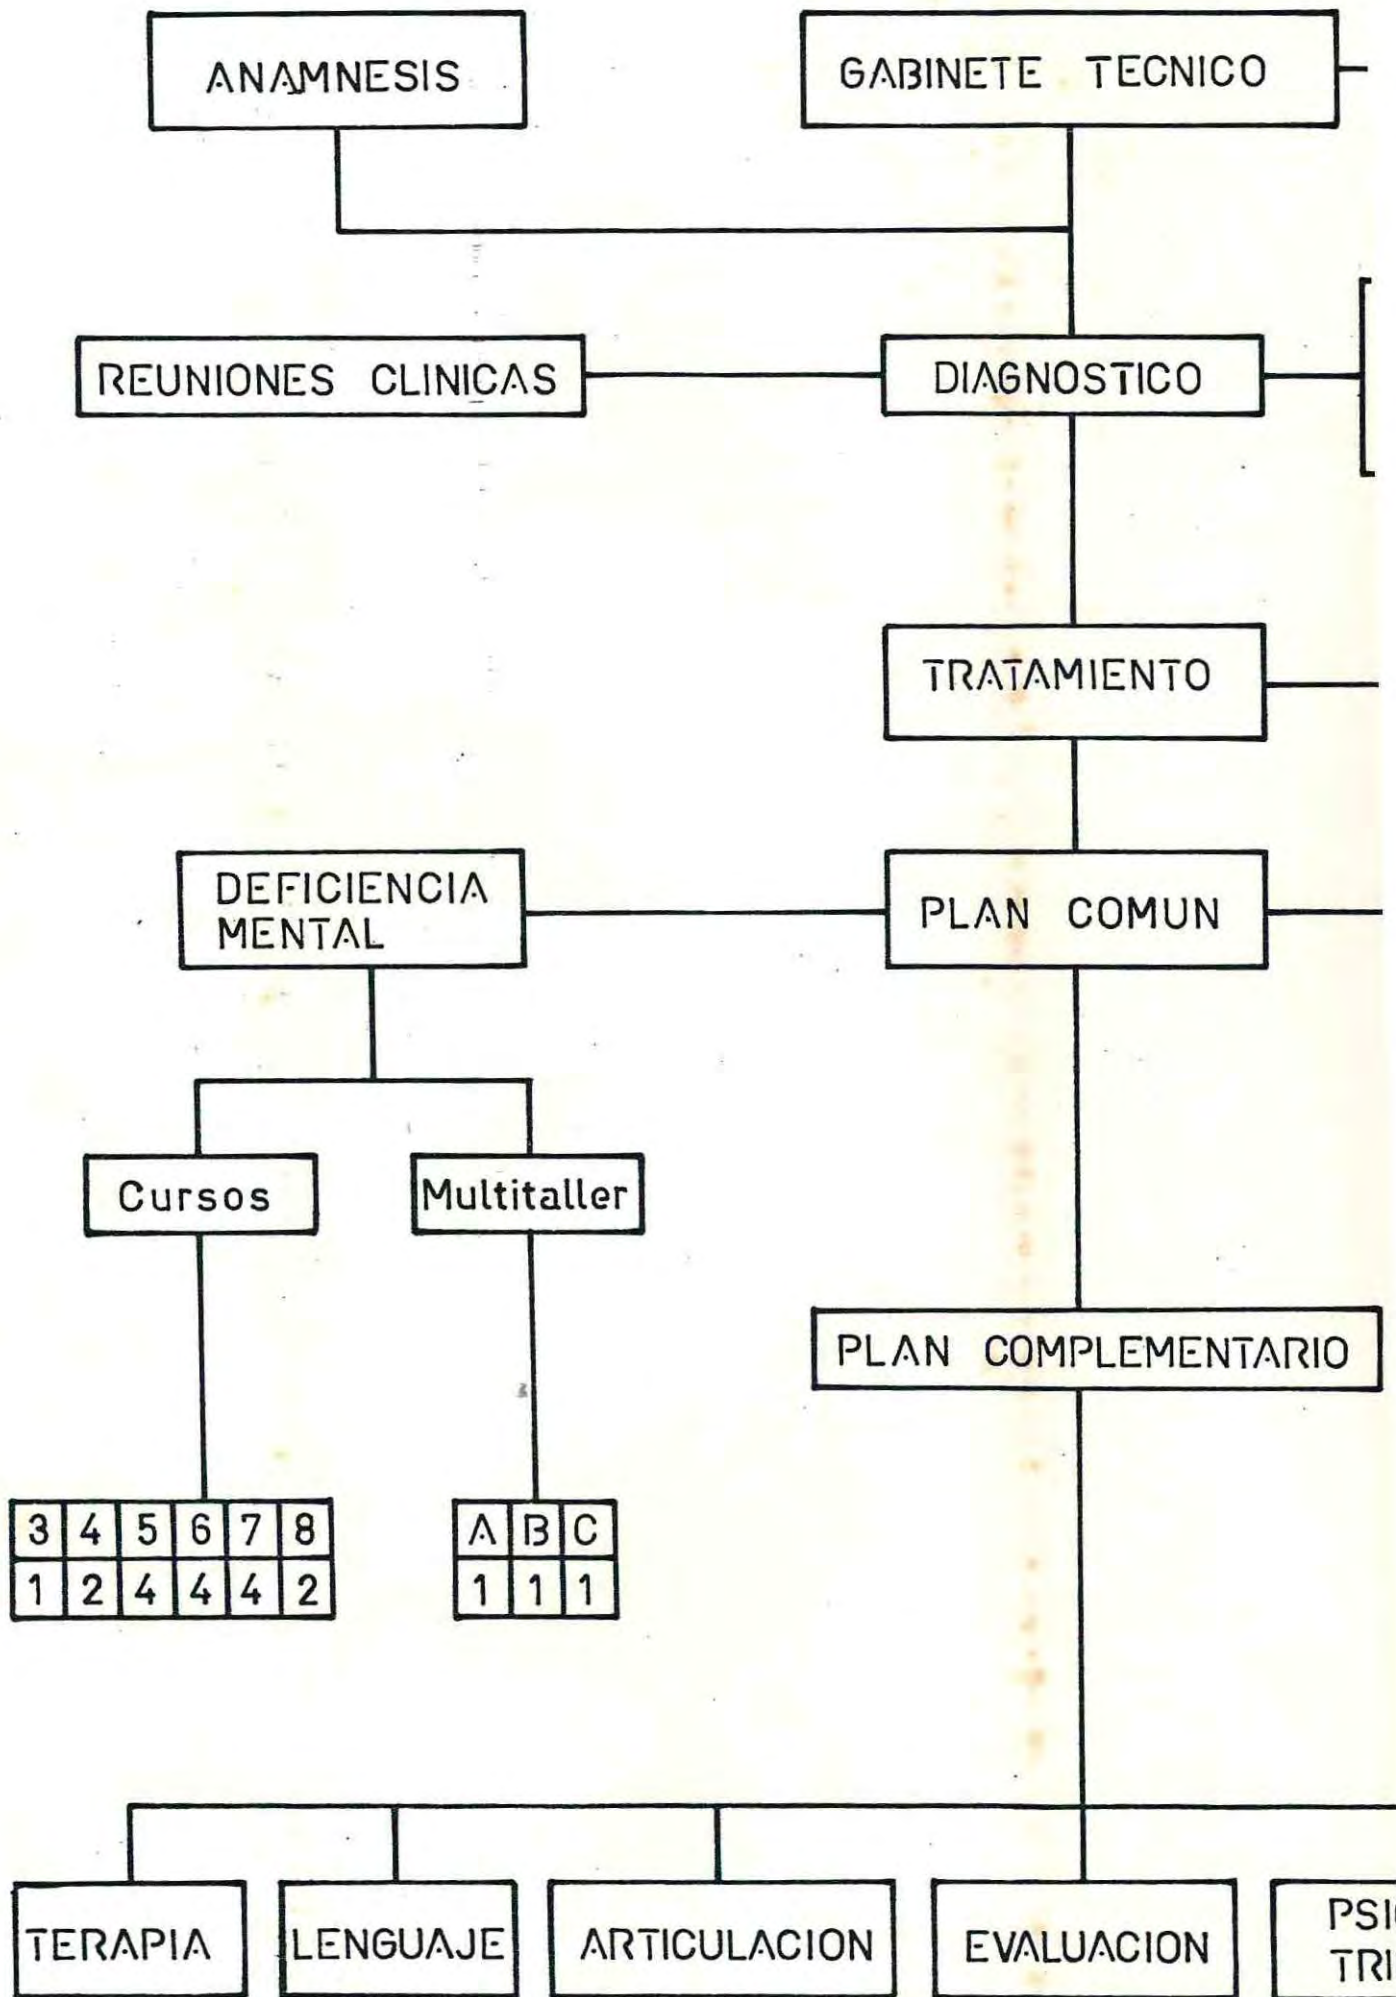 ANAMNESIS
GABINETE TECNICO
REUNIONES CLINICAS
DIAGNOSTICO
TRATAMIENTO
DEFICIENCIA
MENTAL
PLAN COMUN
Cursos
Multitaller
PLAN COMPLEMENTARIO
3 4 5 6 7 8
1 2 4 4 4 2
A B C
1 1 1
TERAPIA
LENGUAJE
ARTICULACION
EVALUACION